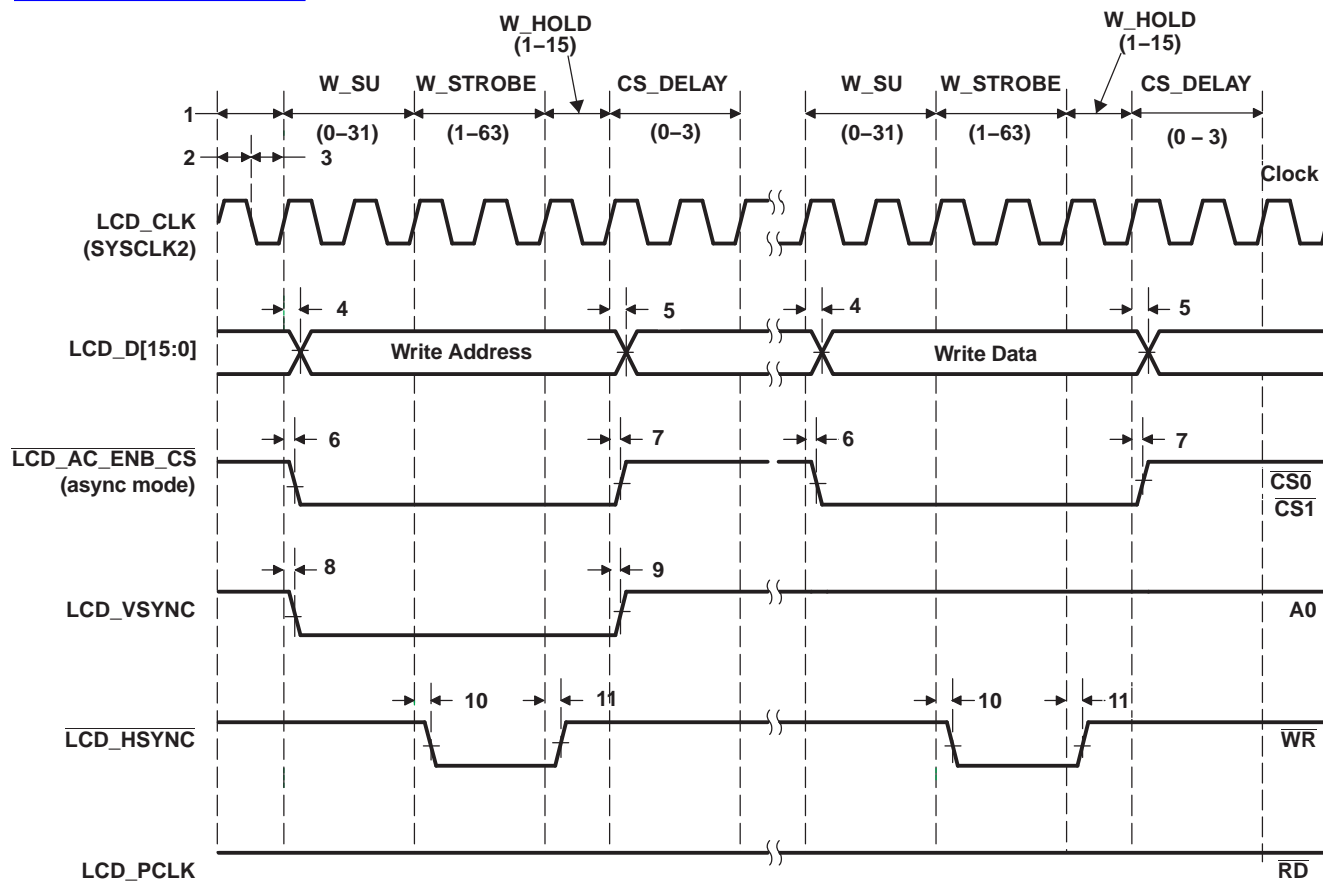 W_HOLD
(1–15)
W_HOLD
(1–15)
W_SU
W_STROBE
CS_DELAY
W_SU
W_STROBE
CS_DELAY
1
(0–31)
(1–63)
(0–3)
(0–31)
(1–63)
(0 – 3)
2
3
Clock
LCD_CLK
(SYSCLK2)
4
5
4
5
LCD_D[15:0]
Write Address
Write Data
6
7
6
7
LCD_AC_ENB_CS
(async mode)
CS0
CS1
8
9
LCD_VSYNC
A0
10
11
10
11
LCD_HSYNC
WR
LCD_PCLK
RD